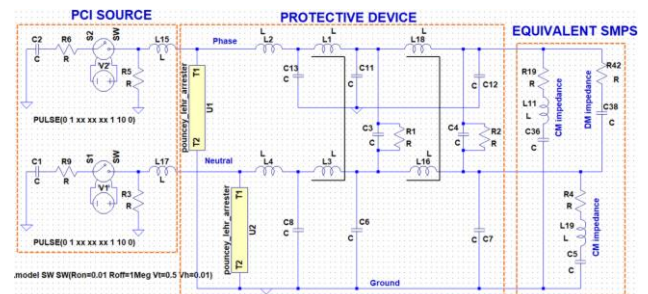 PCI SOURCE
PROTECTIVE DEVICE
EQUIVALENT SMPS
C2
C
R6
R
S2
SW
V2
R5
R
L15
L
Phase
L2
L
L1
L
L18
L
C13
C
C11
C
C12
C
R19
R
L11
L
C36
C
CM impedance
DM impedance
R42
R
C38
C
PULSE(0 1 xx xx xx 1 10 0)
pouncey_lehr_arrester
T1
T2
U1
C3
C
R1
R
C4
C
R2
R
C1
C
R9
R
S1
SW
V1
R3
R
L17
L
Neutral
L4
L
L3
L
L16
L
pouncey_lehr_arrester
T1
T2
U2
C8
C
C6
C
C7
C
R4
R
L19
L
C5
C
CM impedance
PULSE(0 1 xx xx xx 1 10 0)
.model SW SW(Ron=0.01 Roff=1Meg Vt=0.5 Vh=0.01)
Ground